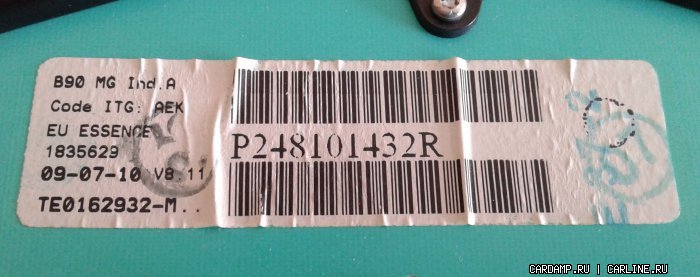 B90 MG Ind.A
Code ITG: AEK
EU ESSENCE
1835629
09-07-10 V8.11
TE0162932-M..
P248101432R
CARDAMP.RU | CARLINE.RU